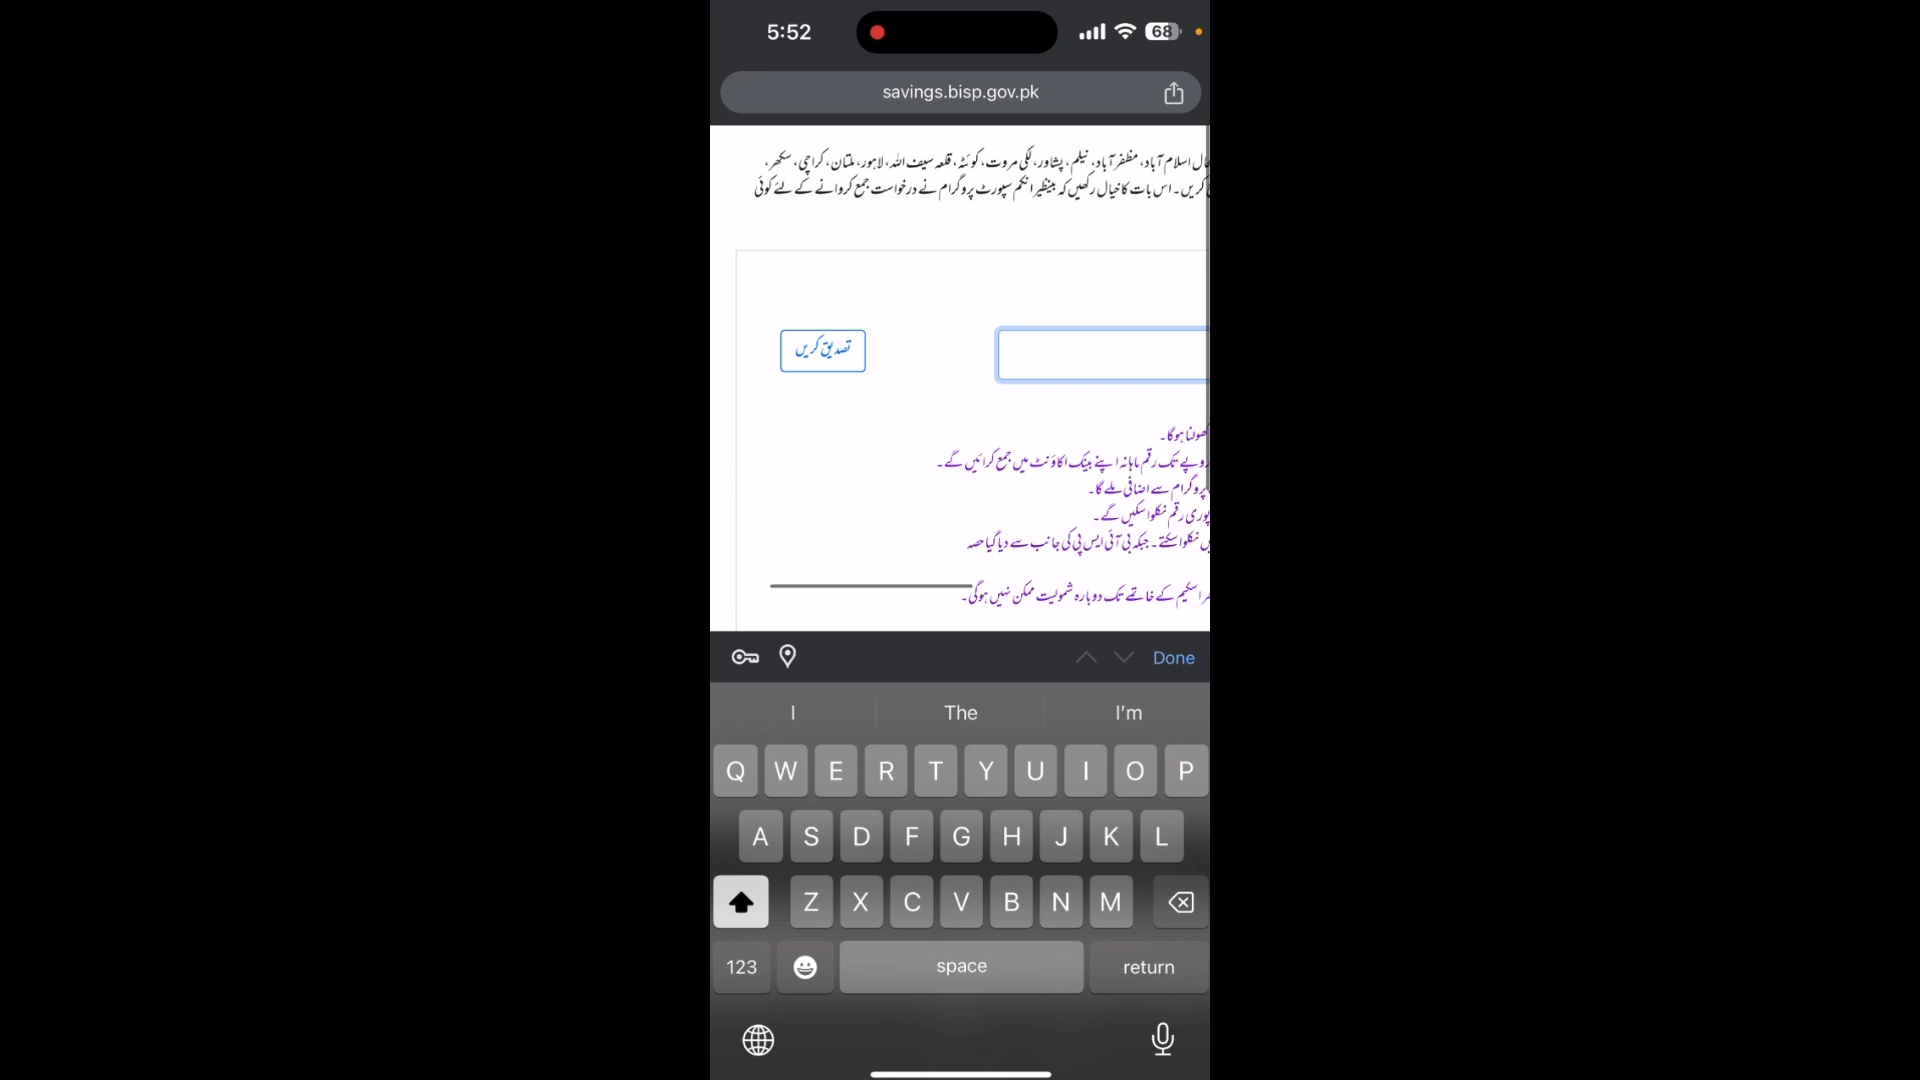 5:52
68
savings.bisp.gov.pk
اسلام آباد، مظفر آباد، نیلم، پشاور، لکی مروت، کوئٹہ، قلعہ سیف اللہ، لاہور، ملتان، کراچی، سکھر،
کریں۔ اس بات کا خیال رکھیں کہ بینظیر انکم سپورٹ پروگرام نے درخواست جمع کروانے کے لئے کوئی
تصدیق کریں
ہوگا۔
روپے تک رقم ماہانہ اپنے بینک اکاؤنٹ میں جمع کرائیں گے۔
پروگرام سے اضافی ملے گا۔
پوری رقم نکلوا سکیں گے۔
نکلوا سکتے۔ جبکہ بی آئی ایس پی کی جانب سے دیا گیا حصہ
اسکیم کے خاتمے تک دوبارہ شمولیت ممکن نہیں ہوگی۔
Done
I The I'm
Q W E R T Y U I O P
A S D F G H J K L
Z X C V B N M
123 space return